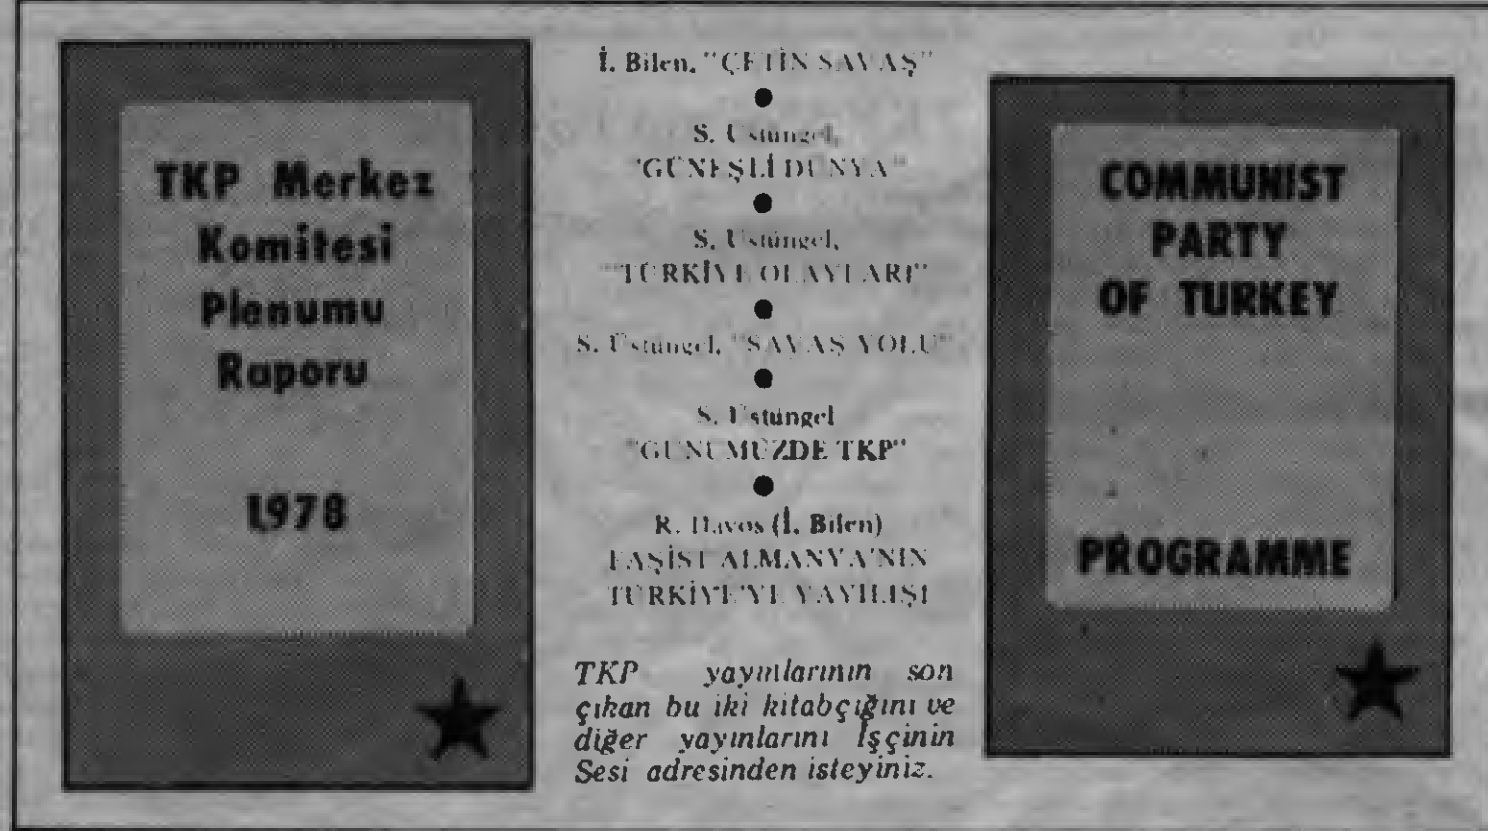 TKP Merkez
Komitesi
Plenumu
Raporu
1978
İ. Bilen, "ÇETİN SAVAŞ"
S. Üstüngel,
"GÜNEŞLİ DÜNYA"
S. Üstüngel,
"TÜRKİYE OLAYLARI"
S. Üstüngel, "SAVAŞ YOLU"
S. Üstüngel
"GÜNÜMÜZDE TKP"
R. Davos (İ. Bilen)
FAŞİST ALMANYA'NIN
TÜRKİYE'YE YAYILIŞI
TKP yayınlarının son
çıkan bu iki kitabçığını ve
diğer yayınlarını İşçinin
Sesi adresinden isteyiniz.
COMMUNIST
PARTY
OF TURKEY
PROGRAMME